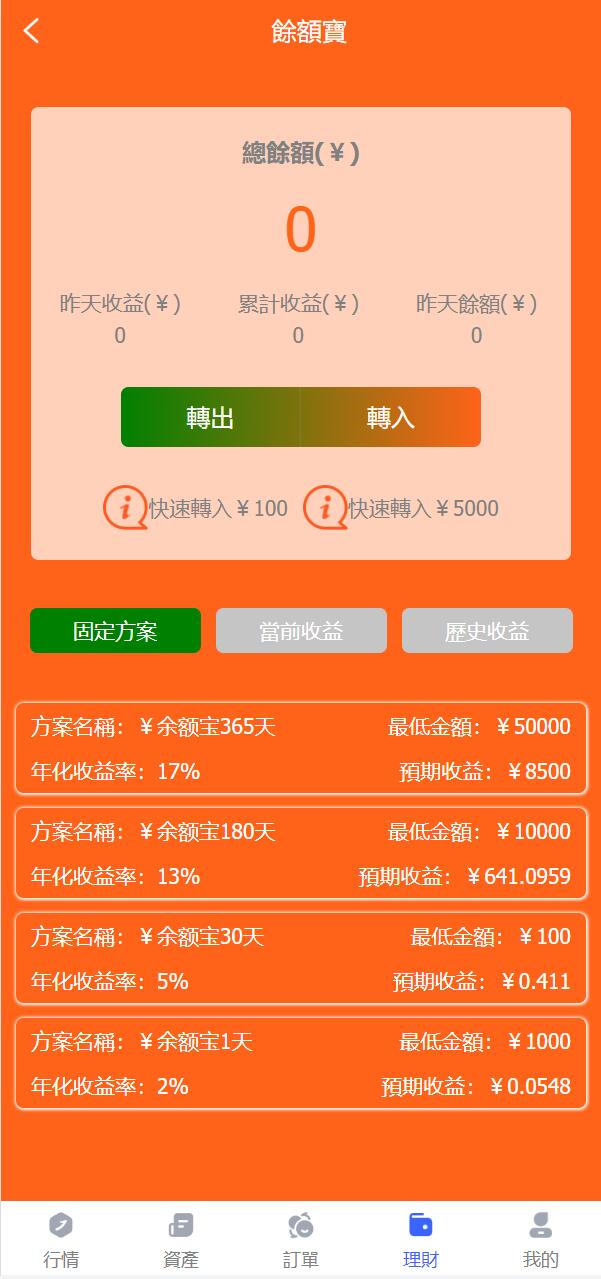 餘額寶
總餘額(￥)
0
昨天收益(￥) 累計收益(￥) 昨天餘額(￥)
0 0 0
轉出 轉入
快速轉入￥100 快速轉入￥5000
固定方案 當前收益 歷史收益
方案名稱：￥余额宝365天 最低金額：￥50000
年化收益率：17% 預期收益：￥8500
方案名稱：￥余额宝180天 最低金額：￥10000
年化收益率：13% 預期收益：￥641.0959
方案名稱：￥余额宝30天 最低金額：￥100
年化收益率：5% 預期收益：￥0.411
方案名稱：￥余额宝1天 最低金額：￥1000
年化收益率：2% 預期收益：￥0.0548
行情 資產 訂單 理財 我的